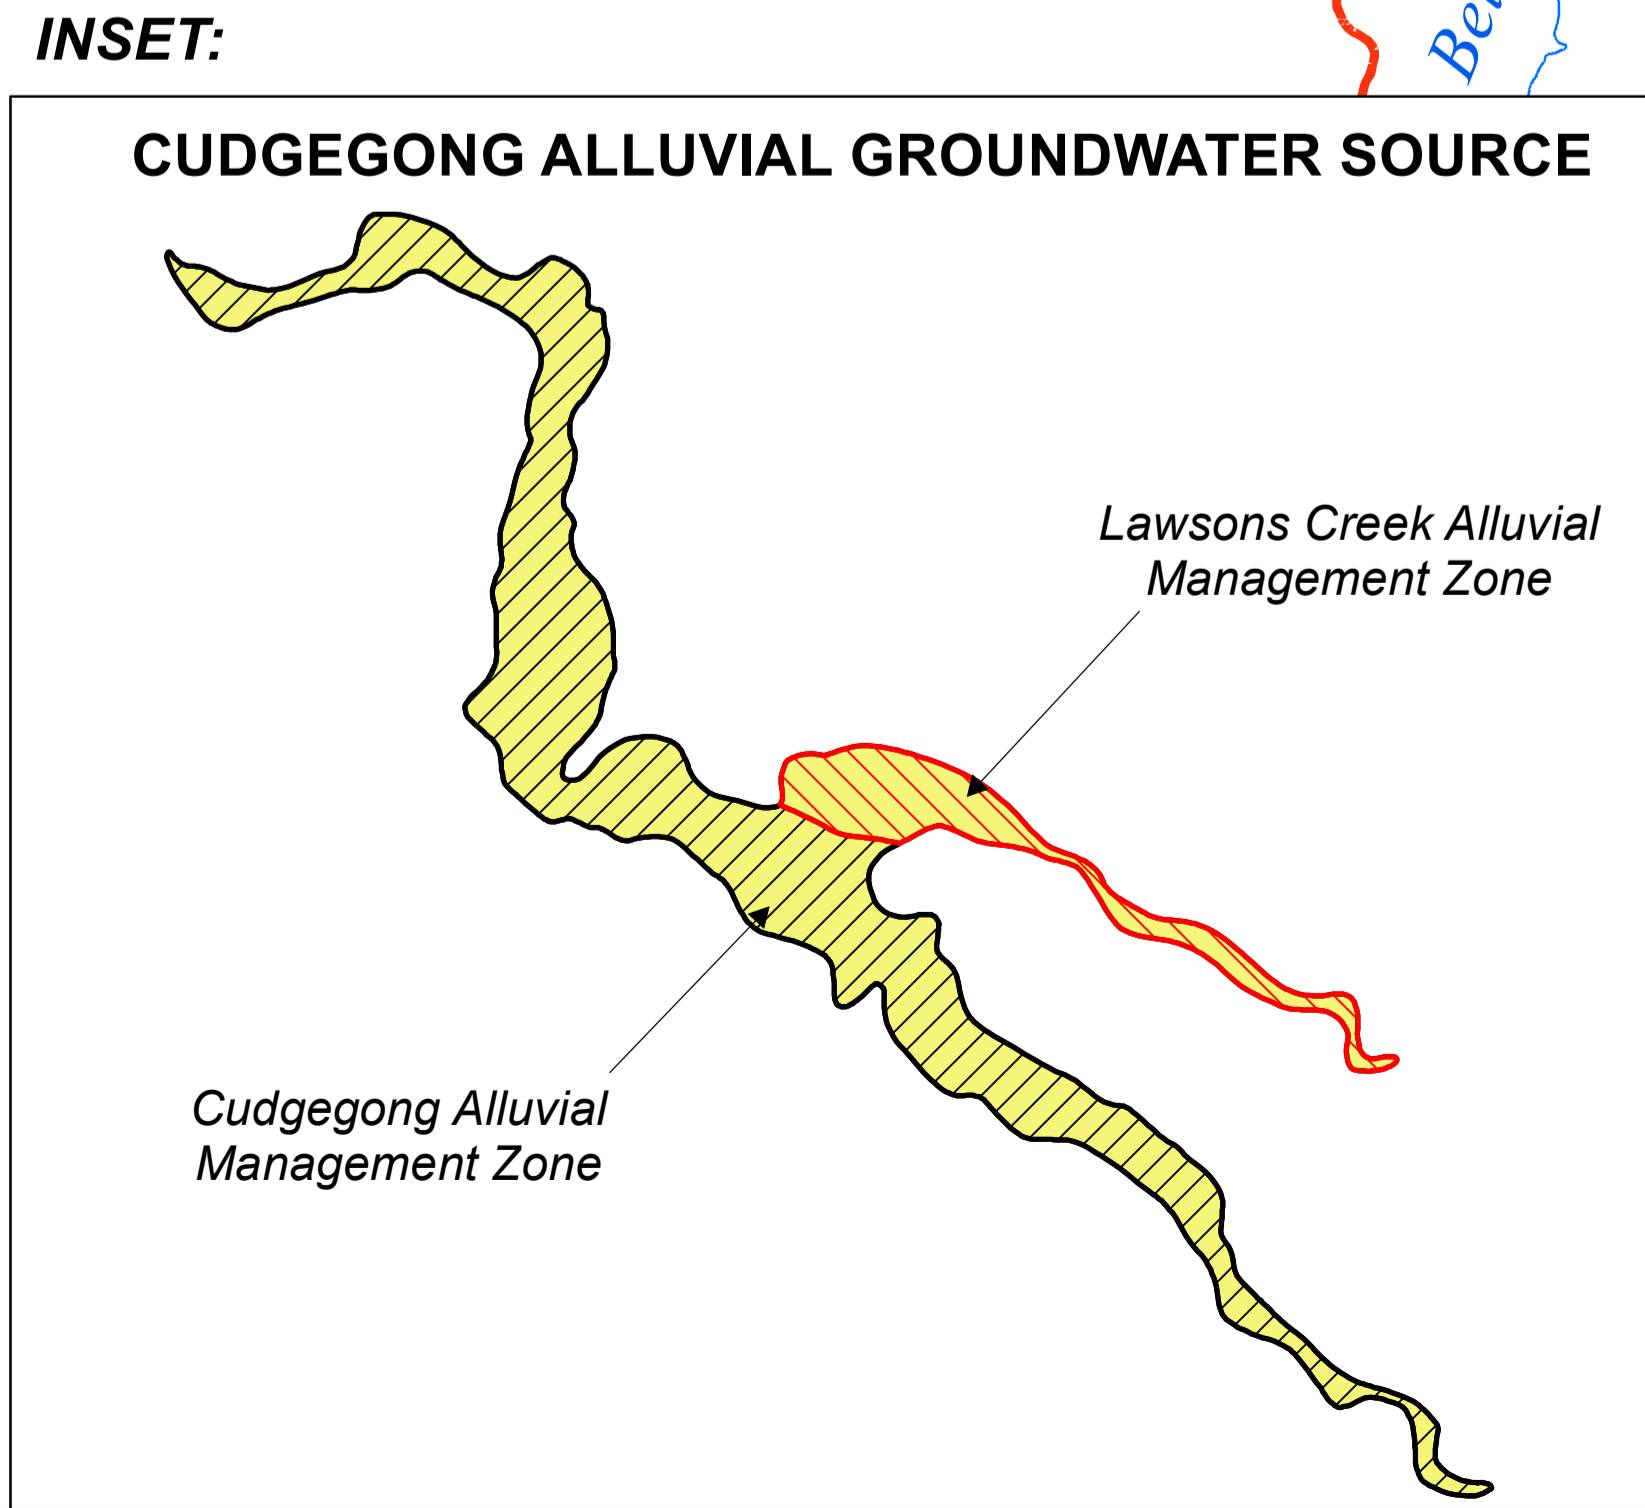 INSET:
CUDGEGONG ALLUVIAL GROUNDWATER SOURCE
Lawsons Creek Alluvial
Management Zone
Cudgegong Alluvial
Management Zone